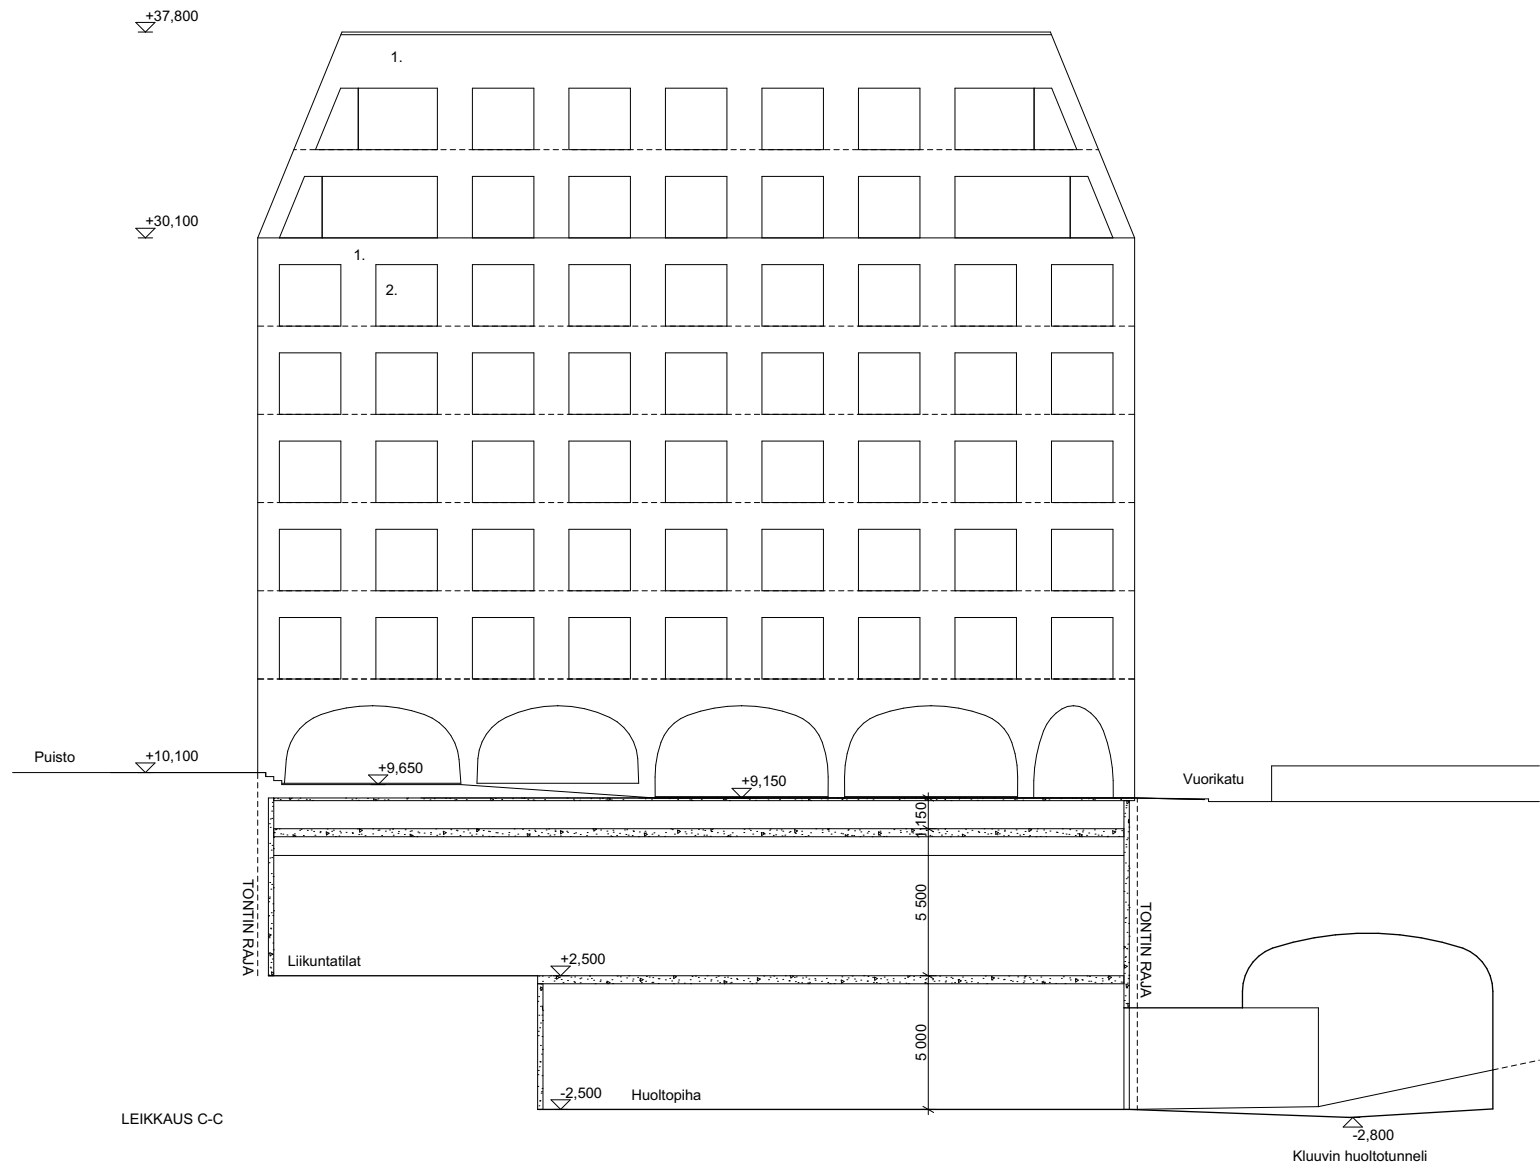 +37,800
1.
+30,100
1.
2.
Puisto
+10,100
+9,650
+9,150
Vuorikatu
1 150
TONTIN RAJA
5 500
TONTIN RAJA
Liikuntatilat
+2,500
5 000
-2,500
Huoltopiha
LEIKKAUS C-C
-2,800
Kluuvin huoltotunneli